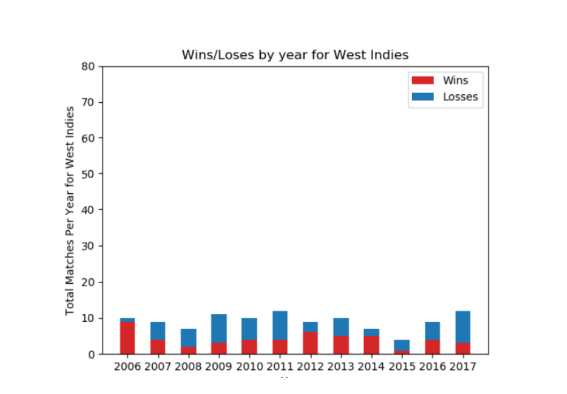 Wins/Loses by year for West Indies
Total Matches Per Year for West Indies
80
70
60
50
40
30
20
10
0
Wins
Losses
2006 2007 2008 2009 2010 2011 2012 2013 2014 2015 2016 2017